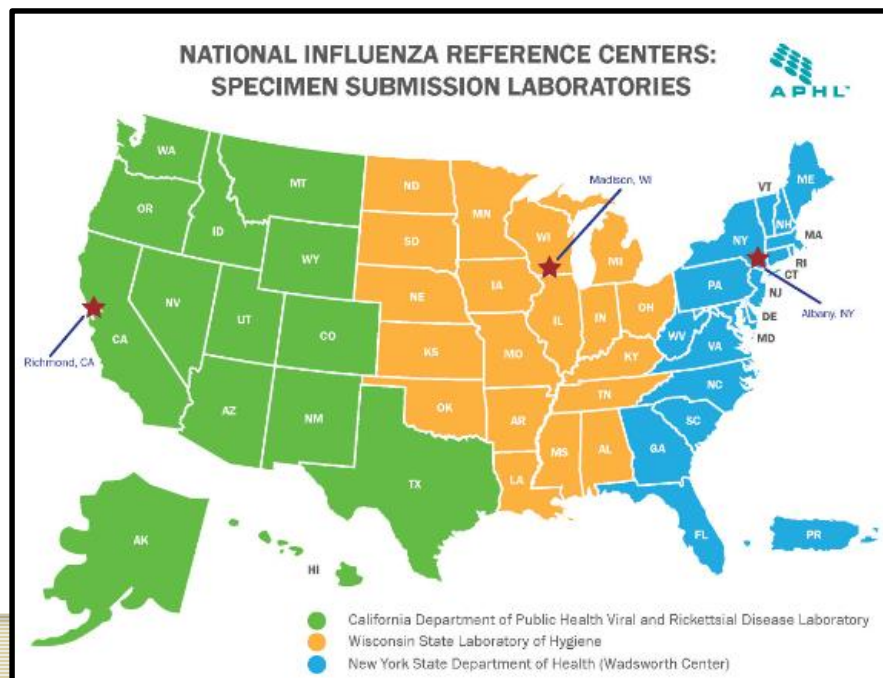 NATIONAL INFLUENZA REFERENCE CENTERS:
SPECIMEN SUBMISSION LABORATORIES
APHL™
WA
MT
ND
MN
Madison, WI
VT
ME
OR
ID
SD
WI
NH
MA
WY
MI
NY
RI
CT
NE
IA
PA
NJ
NV
UT
CO
IL
IN
OH
DE
Albany, NY
CA
WV
VA
MD
Richmond, CA
KS
MO
KY
NC
AZ
NM
OK
AR
TN
SC
MS
AL
GA
TX
LA
AK
FL
PR
HI
California Department of Public Health Viral and Rickettsial Disease Laboratory
Wisconsin State Laboratory of Hygiene
New York State Department of Health (Wadsworth Center)